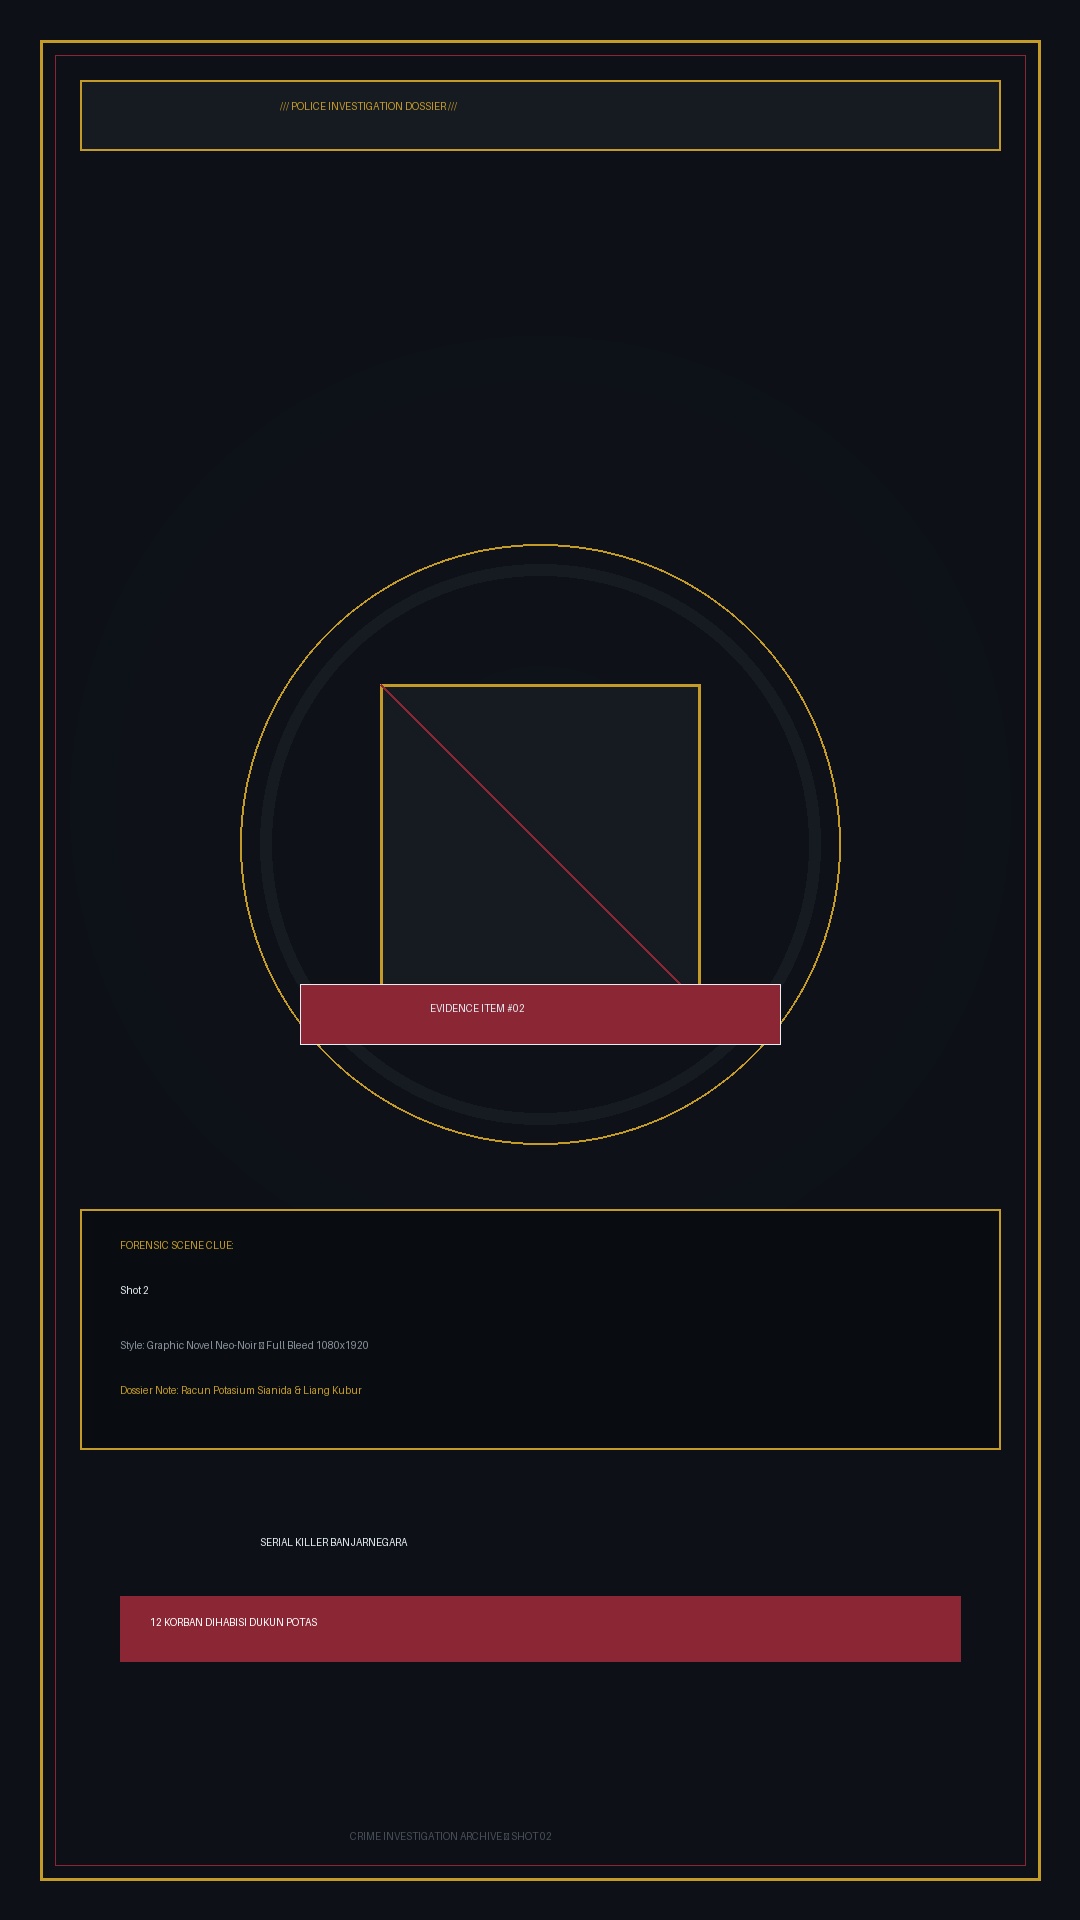 /// POLICE INVESTIGATION DOSSIER ///
EVIDENCE ITEM #02
FORENSIC SCENE CLUE:
Shot 2
Style: Graphic Novel Neo-Noir ▯ Full Bleed 1080x1920
Dossier Note: Racun Potasium Sianida & Liang Kubur
SERIAL KILLER BANJARNEGARA
12 KORBAN DIHABISI DUKUN POTAS
CRIME INVESTIGATION ARCHIVE ▯ SHOT 02